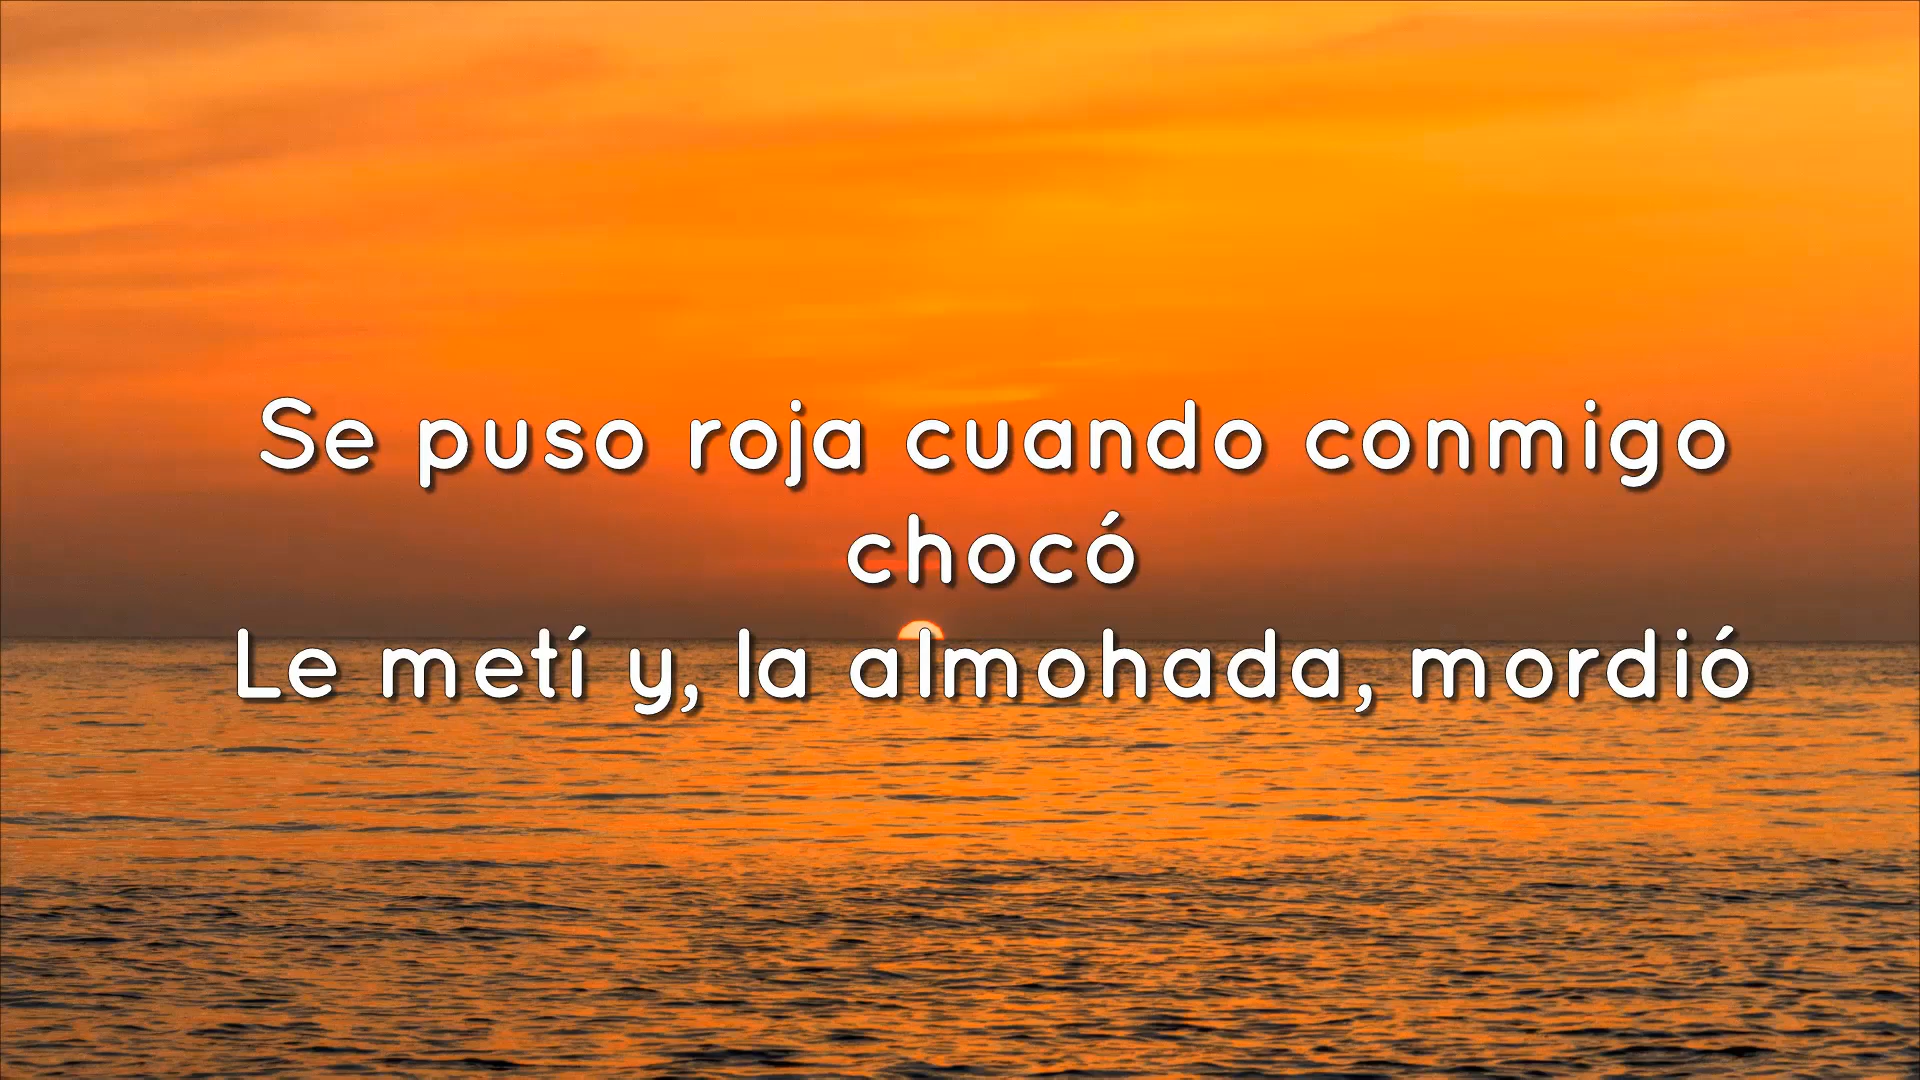 Se puso roja cuando conmigo
chocó
Le metí y, la almohada, mordió